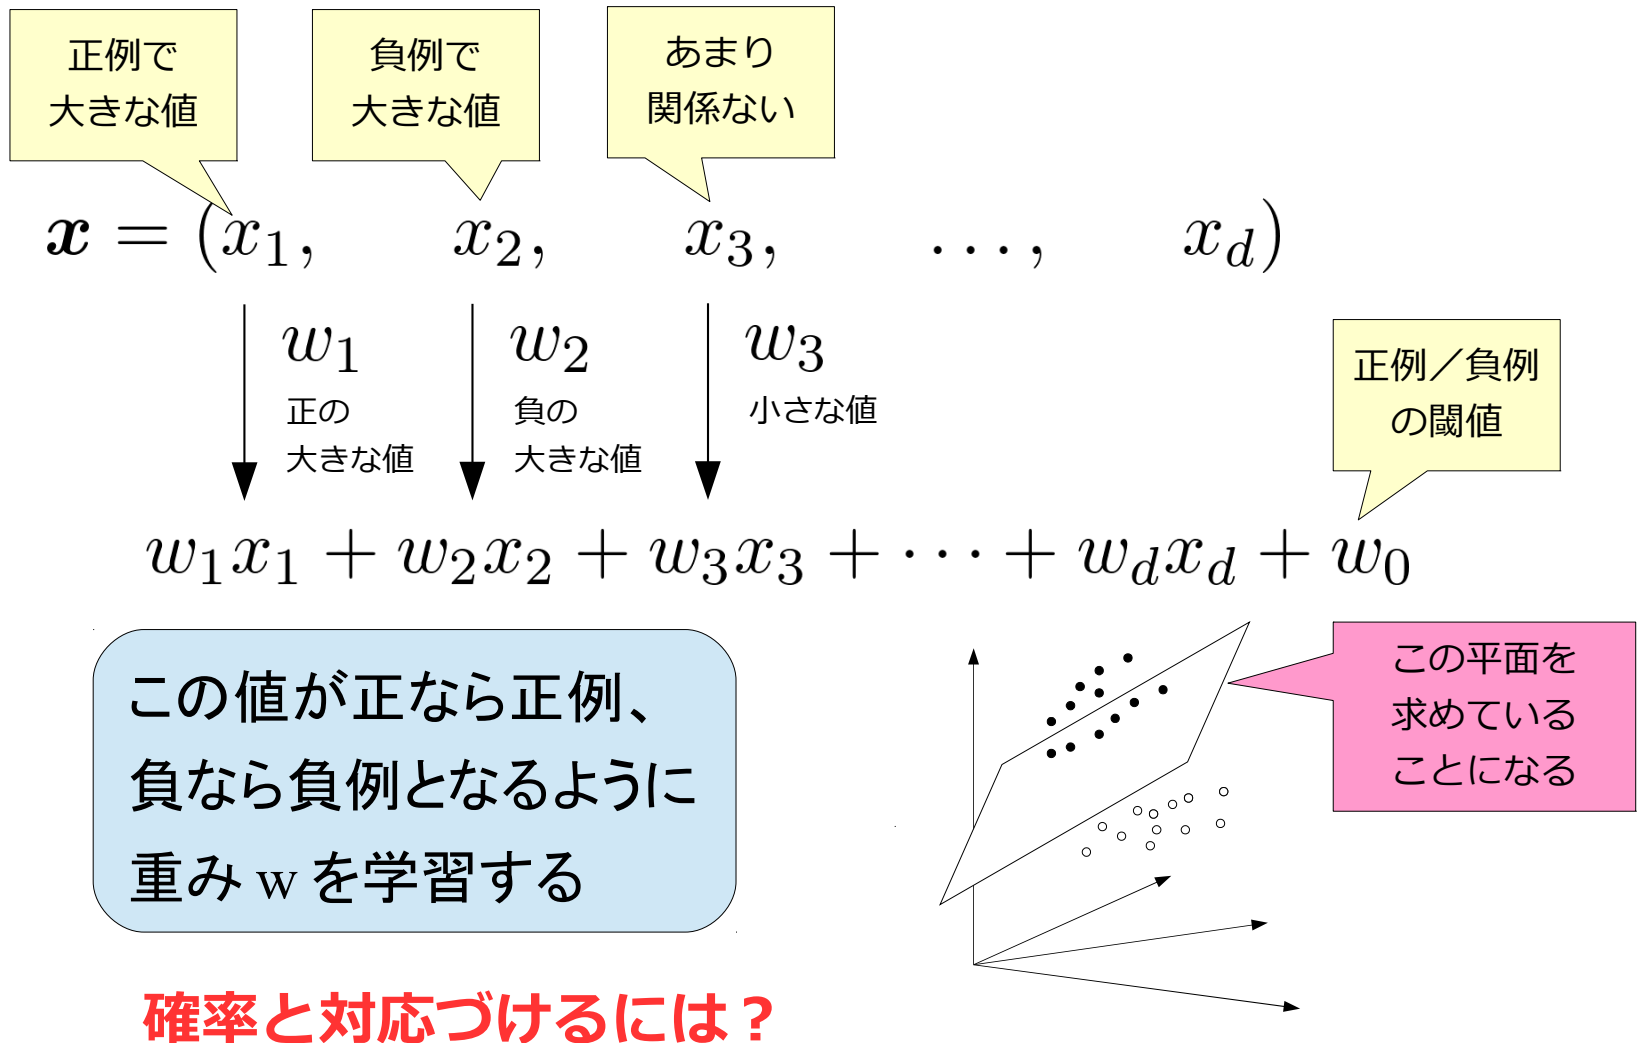 正例で
大きな値
負例で
大きな値
あまり
関係ない
x = (x₁, x₂, x₃, ..., x_d)
w₁
正の
大きな値
w₂
負の
大きな値
w₃
小さな値
正例／負例
の閾値
w₁x₁ + w₂x₂ + w₃x₃ + ··· + w_dx_d + w₀
この値が正なら正例、
負なら負例となるように
重み w を学習する
この平面を
求めている
ことになる
確率と対応づけるには？